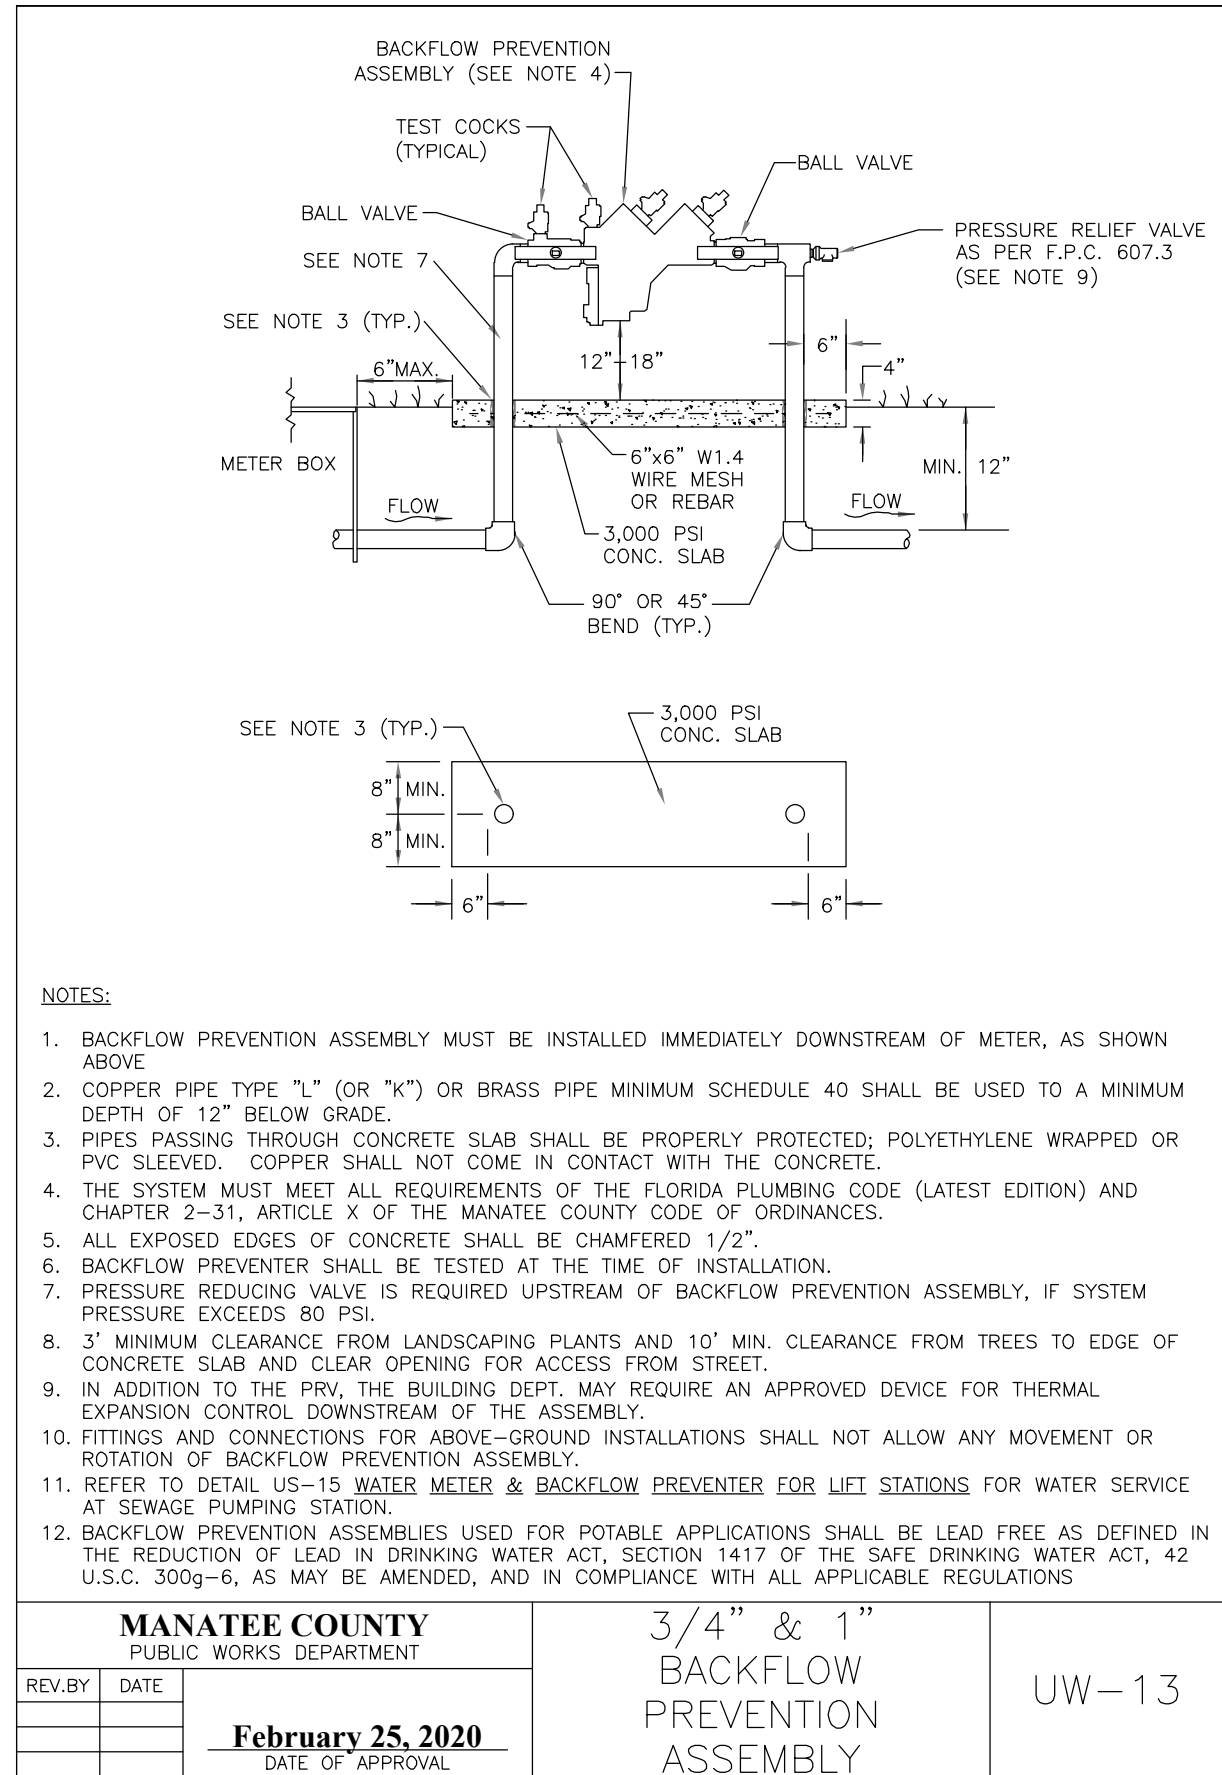 BACKFLOW PREVENTION
ASSEMBLY (SEE NOTE 4)
TEST COCKS
(TYPICAL)
BALL VALVE
BALL VALVE
PRESSURE RELIEF VALVE
AS PER F.P.C. 607.3
(SEE NOTE 9)
SEE NOTE 7
SEE NOTE 3 (TYP.)
6"MAX.
12"-18"
6"
4"
METER BOX
6"x6" W1.4
WIRE MESH
OR REBAR
MIN. 12"
FLOW
FLOW
3,000 PSI
CONC. SLAB
90° OR 45°
BEND (TYP.)
SEE NOTE 3 (TYP.)
3,000 PSI
CONC. SLAB
8" MIN.
8" MIN.
6"
6"
NOTES:
1. BACKFLOW PREVENTION ASSEMBLY MUST BE INSTALLED IMMEDIATELY DOWNSTREAM OF METER, AS SHOWN
ABOVE
2. COPPER PIPE TYPE "L" (OR "K") OR BRASS PIPE MINIMUM SCHEDULE 40 SHALL BE USED TO A MINIMUM
DEPTH OF 12" BELOW GRADE.
3. PIPES PASSING THROUGH CONCRETE SLAB SHALL BE PROPERLY PROTECTED; POLYETHYLENE WRAPPED OR
PVC SLEEVED. COPPER SHALL NOT COME IN CONTACT WITH THE CONCRETE.
4. THE SYSTEM MUST MEET ALL REQUIREMENTS OF THE FLORIDA PLUMBING CODE (LATEST EDITION) AND
CHAPTER 2-31, ARTICLE X OF THE MANATEE COUNTY CODE OF ORDINANCES.
5. ALL EXPOSED EDGES OF CONCRETE SHALL BE CHAMFERED 1/2".
6. BACKFLOW PREVENTER SHALL BE TESTED AT THE TIME OF INSTALLATION.
7. PRESSURE REDUCING VALVE IS REQUIRED UPSTREAM OF BACKFLOW PREVENTION ASSEMBLY, IF SYSTEM
PRESSURE EXCEEDS 80 PSI.
8. 3' MINIMUM CLEARANCE FROM LANDSCAPING PLANTS AND 10' MIN. CLEARANCE FROM TREES TO EDGE OF
CONCRETE SLAB AND CLEAR OPENING FOR ACCESS FROM STREET.
9. IN ADDITION TO THE PRV, THE BUILDING DEPT. MAY REQUIRE AN APPROVED DEVICE FOR THERMAL
EXPANSION CONTROL DOWNSTREAM OF THE ASSEMBLY.
10. FITTINGS AND CONNECTIONS FOR ABOVE-GROUND INSTALLATIONS SHALL NOT ALLOW ANY MOVEMENT OR
ROTATION OF BACKFLOW PREVENTION ASSEMBLY.
11. REFER TO DETAIL US-15 WATER METER & BACKFLOW PREVENTER FOR LIFT STATIONS FOR WATER SERVICE
AT SEWAGE PUMPING STATION.
12. BACKFLOW PREVENTION ASSEMBLIES USED FOR POTABLE APPLICATIONS SHALL BE LEAD FREE AS DEFINED IN
THE REDUCTION OF LEAD IN DRINKING WATER ACT, SECTION 1417 OF THE SAFE DRINKING WATER ACT, 42
U.S.C. 300g-6, AS MAY BE AMENDED, AND IN COMPLIANCE WITH ALL APPLICABLE REGULATIONS
MANATEE COUNTY
PUBLIC WORKS DEPARTMENT
REV.BY DATE
February 25, 2020
DATE OF APPROVAL
3/4" & 1"
BACKFLOW
PREVENTION
ASSEMBLY
UW-13